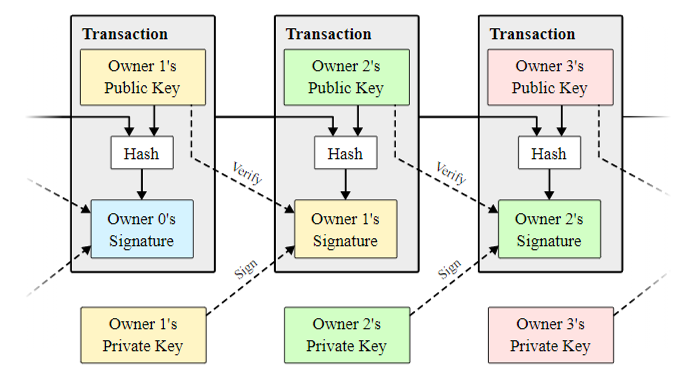 Transaction
Owner 1's
Public Key
Hash
Owner 0's
Signature
Transaction
Owner 2's
Public Key
Hash
Verify
Owner 1's
Signature
Sign
Transaction
Owner 3's
Public Key
Hash
Verify
Owner 2's
Signature
Sign
Owner 1's
Private Key
Owner 2's
Private Key
Owner 3's
Private Key